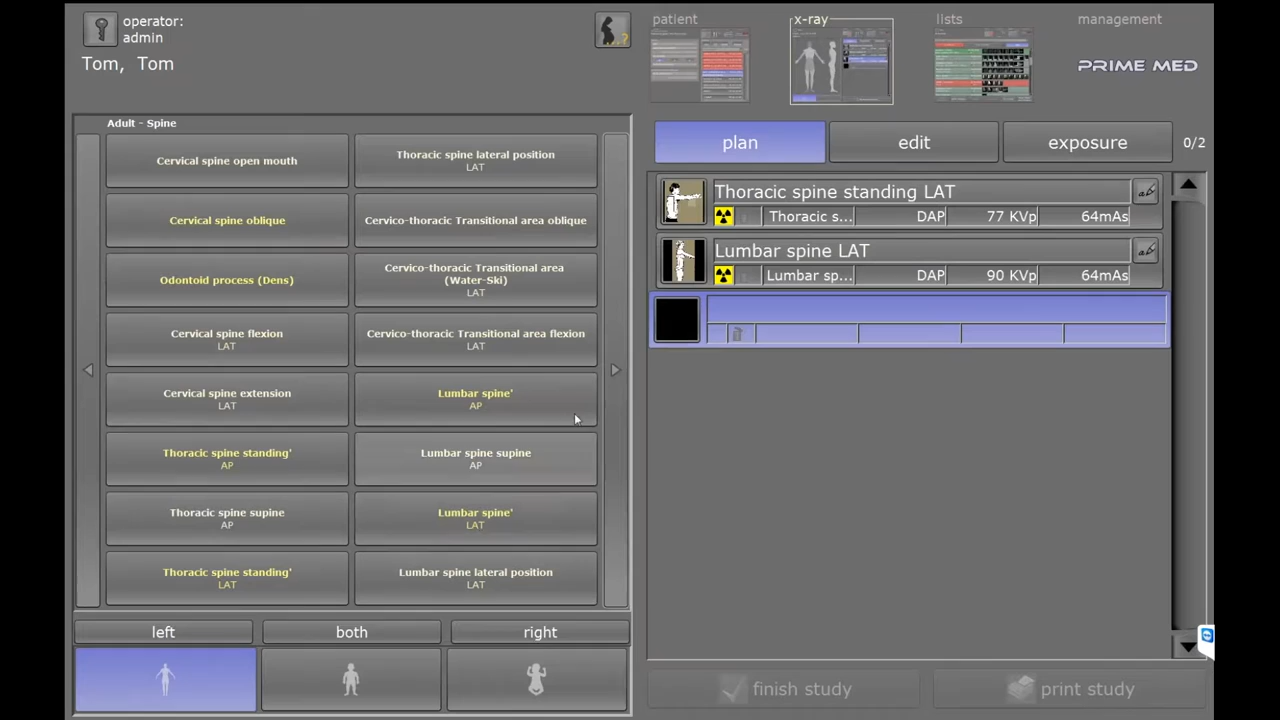 operator:
admin
Tom, Tom
..?
patient
x-ray
lists
management
PRIME MED
Adult - Spine
Cervical spine open mouth
Thoracic spine lateral position
LAT
Cervical spine oblique
Cervico-thoracic Transitional area oblique
Odontoid process (Dens)
Cervico-thoracic Transitional area
(Water-Ski)
LAT
Cervical spine flexion
LAT
Cervico-thoracic Transitional area flexion
LAT
Cervical spine extension
LAT
Lumbar spine'
AP
Thoracic spine standing'
AP
Lumbar spine supine
AP
Thoracic spine supine
AP
Lumbar spine'
LAT
Thoracic spine standing'
LAT
Lumbar spine lateral position
LAT
left
both
right
plan
edit
exposure
0/2
Thoracic spine standing LAT
Thoracic s... DAP 77 KVp 64mAs
Lumbar spine LAT
Lumbar sp... DAP 90 KVp 64mAs
finish study
print study